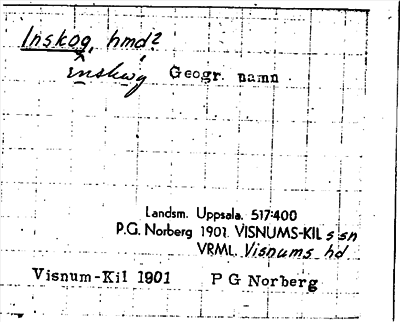 Inskog, hmd?
Geogr. namn
Landsm. Uppsala. 517:400
P.G. Norberg 1901. VISNUMS-KIL s sn
VRML. Visnums hd
Visnum-Kil 1901 P G Norberg